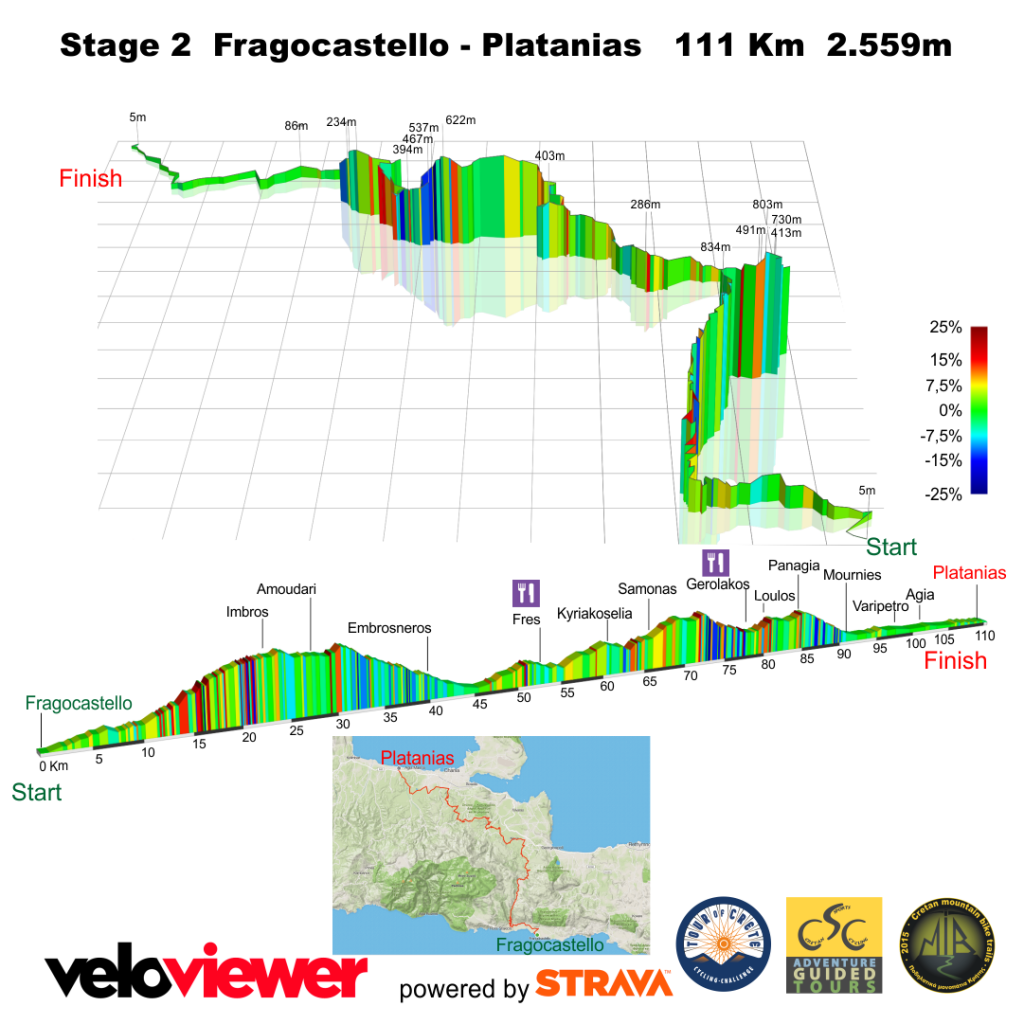 Stage 2 Fragocastello - Platanias 111 Km 2.559m
5m
86m
234m
394m
467m
537m
622m
403m
286m
834m
491m
803m
730m
413m
Finish
25%
15%
7,5%
0%
-7,5%
-15%
-25%
5m
Start
Fragocastello
Imbros
Amoudari
Embrosneros
Fres
Kyriakoselia
Samonas
Gerolakos
Loulos
Panagia
Mournies
Varipetro
Agia
Platanias
0 Km
5
10
15
20
25
30
35
40
45
50
55
60
65
70
75
80
85
90
95
100
105
110
Start
Finish
Platanias
Fragocastello
veloviewer
powered by STRAVA™
TOUR OF CRETE
CYCLING-CHALLENGE
CSC
ADVENTURE
GUIDED
TOURS
2015 - Cretan mountain bike trails -
MTB